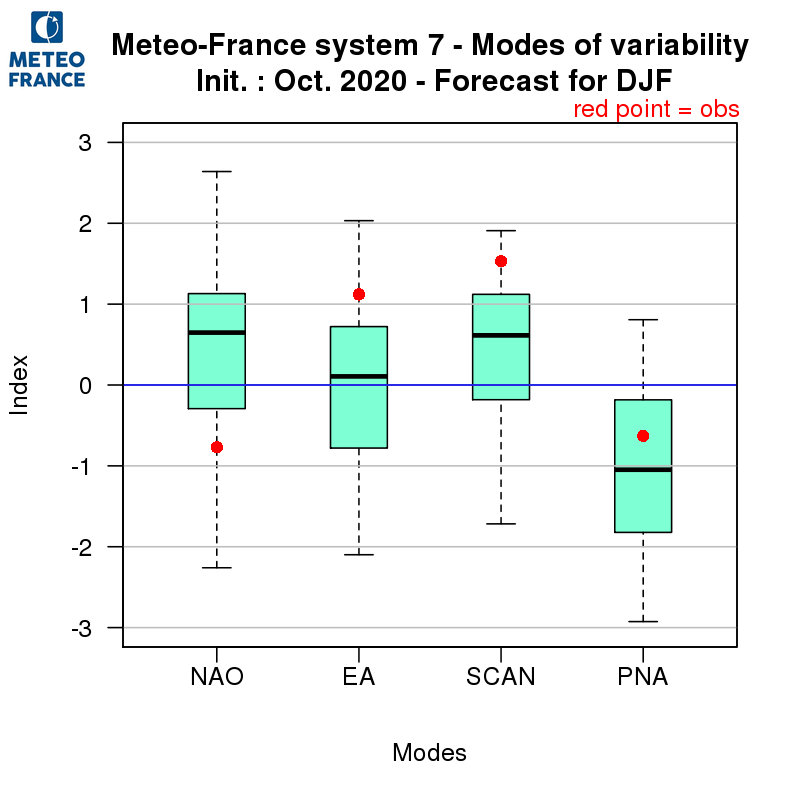 METEO
FRANCE
Meteo-France system 7 - Modes of variability
Init. : Oct. 2020 - Forecast for DJF
red point = obs
3
2
1
0
-1
-2
-3
Index
NAO EA SCAN PNA
Modes